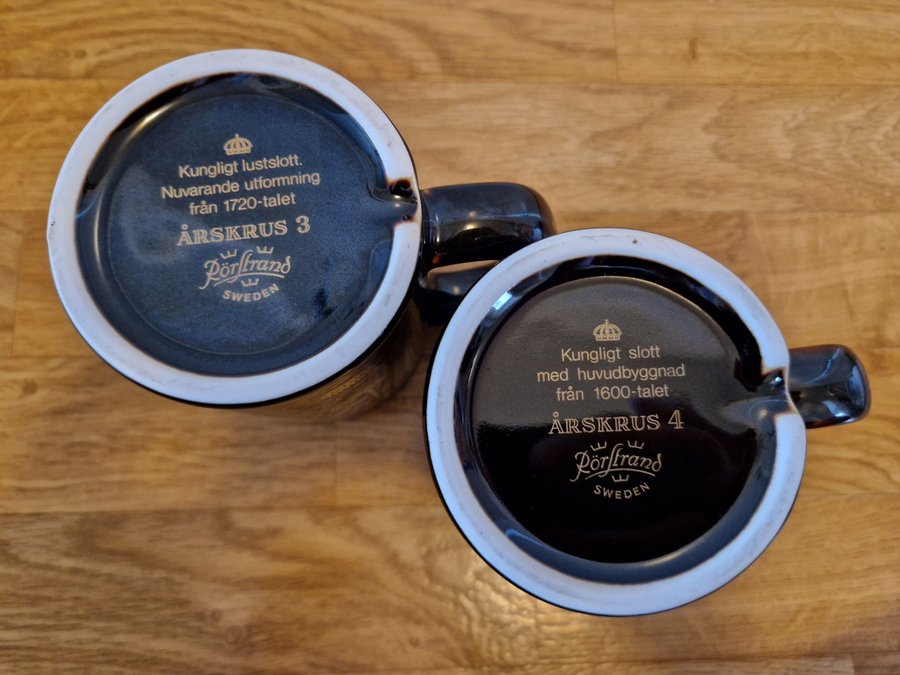 Kungligt lustslott.
Nuvarande utformning
från 1720-talet
ÅRSKRUS 3
Rörstrand
SWEDEN
Kungligt slott
med huvudbyggnad
från 1600-talet
ÅRSKRUS 4
Rörstrand
SWEDEN